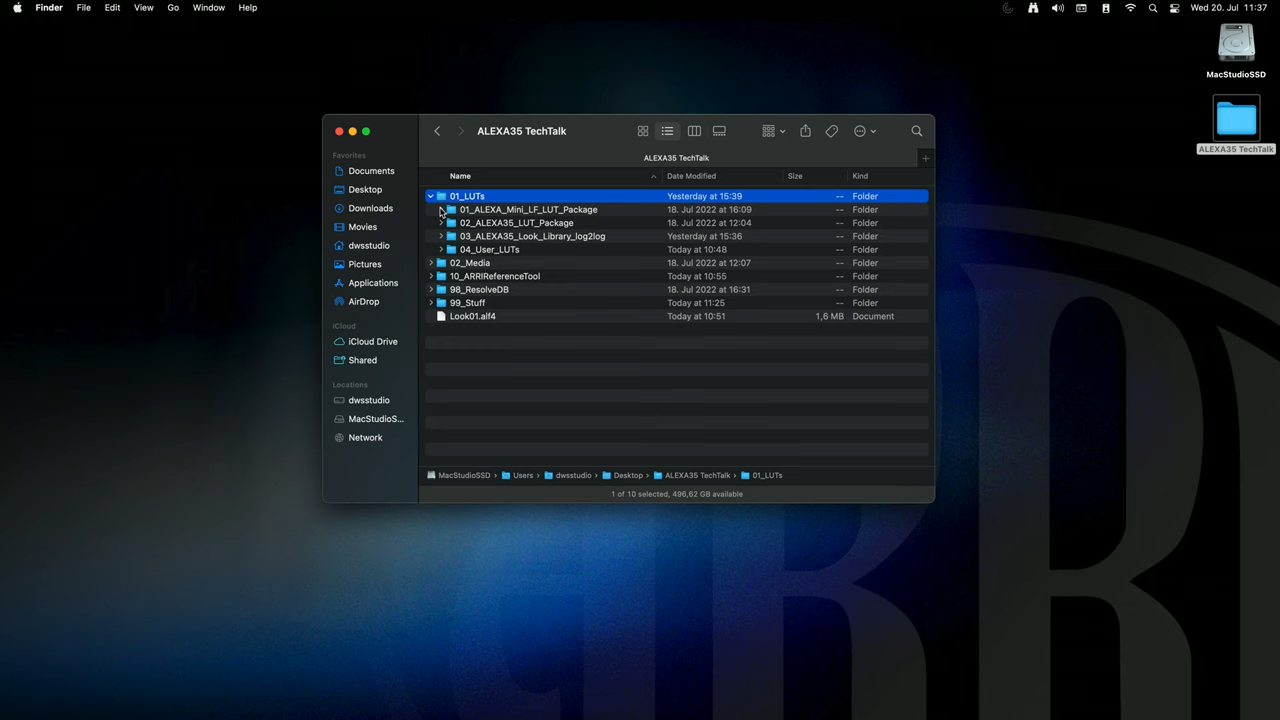 Finder File Edit View Go Window Help Wed 20. Jul 11:37
MacStudioSSD
ALEXA35 TechTalk
ALEXA35 TechTalk
ALEXA35 TechTalk
Favorites
Documents
Desktop
Downloads
Movies
dwsstudio
Pictures
Applications
AirDrop
iCloud
iCloud Drive
Shared
Locations
dwsstudio
MacStudioS...
Network
Name Date Modified Size Kind
01_LUTs Yesterday at 15:39 -- Folder
01_ALEXA_Mini_LF_LUT_Package 18. Jul 2022 at 16:09 -- Folder
02_ALEXA35_LUT_Package 18. Jul 2022 at 12:04 -- Folder
03_ALEXA35_Look_Library_log2log Yesterday at 15:36 -- Folder
04_User_LUTs Today at 10:48 -- Folder
02_Media 18. Jul 2022 at 12:07 -- Folder
10_ARRIReferenceTool Today at 10:55 -- Folder
98_ResolveDB 18. Jul 2022 at 16:31 -- Folder
99_Stuff Today at 11:25 -- Folder
Look01.alf4 Today at 10:51 1,6 MB Document
MacStudioSSD › Users › dwsstudio › Desktop › ALEXA35 TechTalk › 01_LUTs
1 of 10 selected, 496,62 GB available